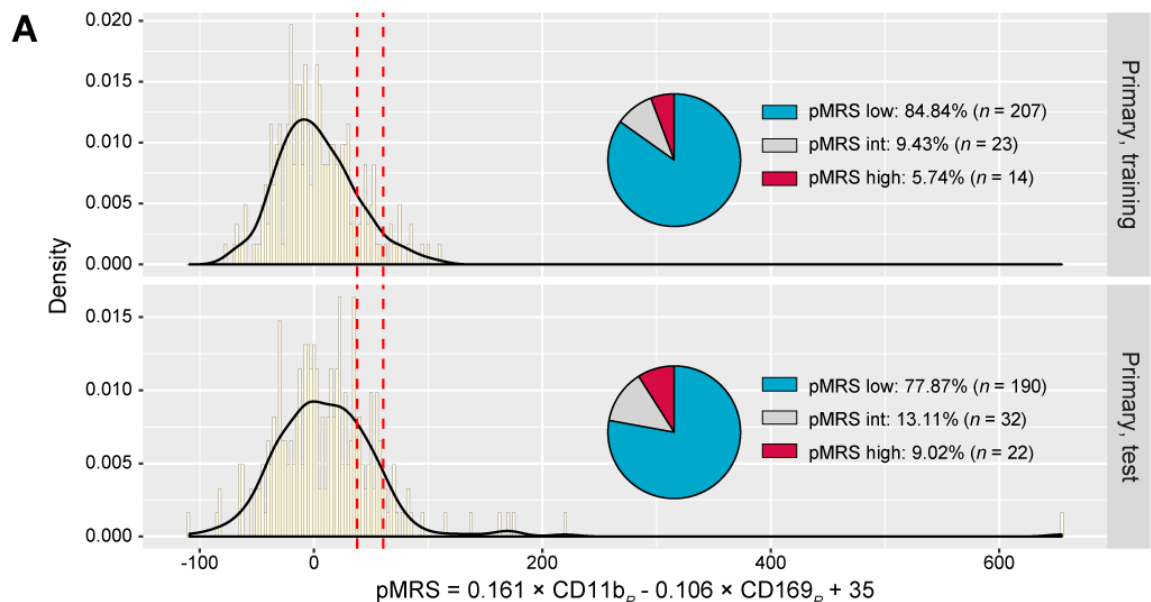 A
Density
0.020
0.015
0.010
0.005
0.000
pMRS low: 84.84% (n = 207)
pMRS int: 9.43% (n = 23)
pMRS high: 5.74% (n = 14)
Primary, training
0.015
0.010
0.005
0.000
pMRS low: 77.87% (n = 190)
pMRS int: 13.11% (n = 32)
pMRS high: 9.02% (n = 22)
Primary, test
-100 0 200 400 600
pMRS = 0.161 × CD11bP - 0.106 × CD169P + 35